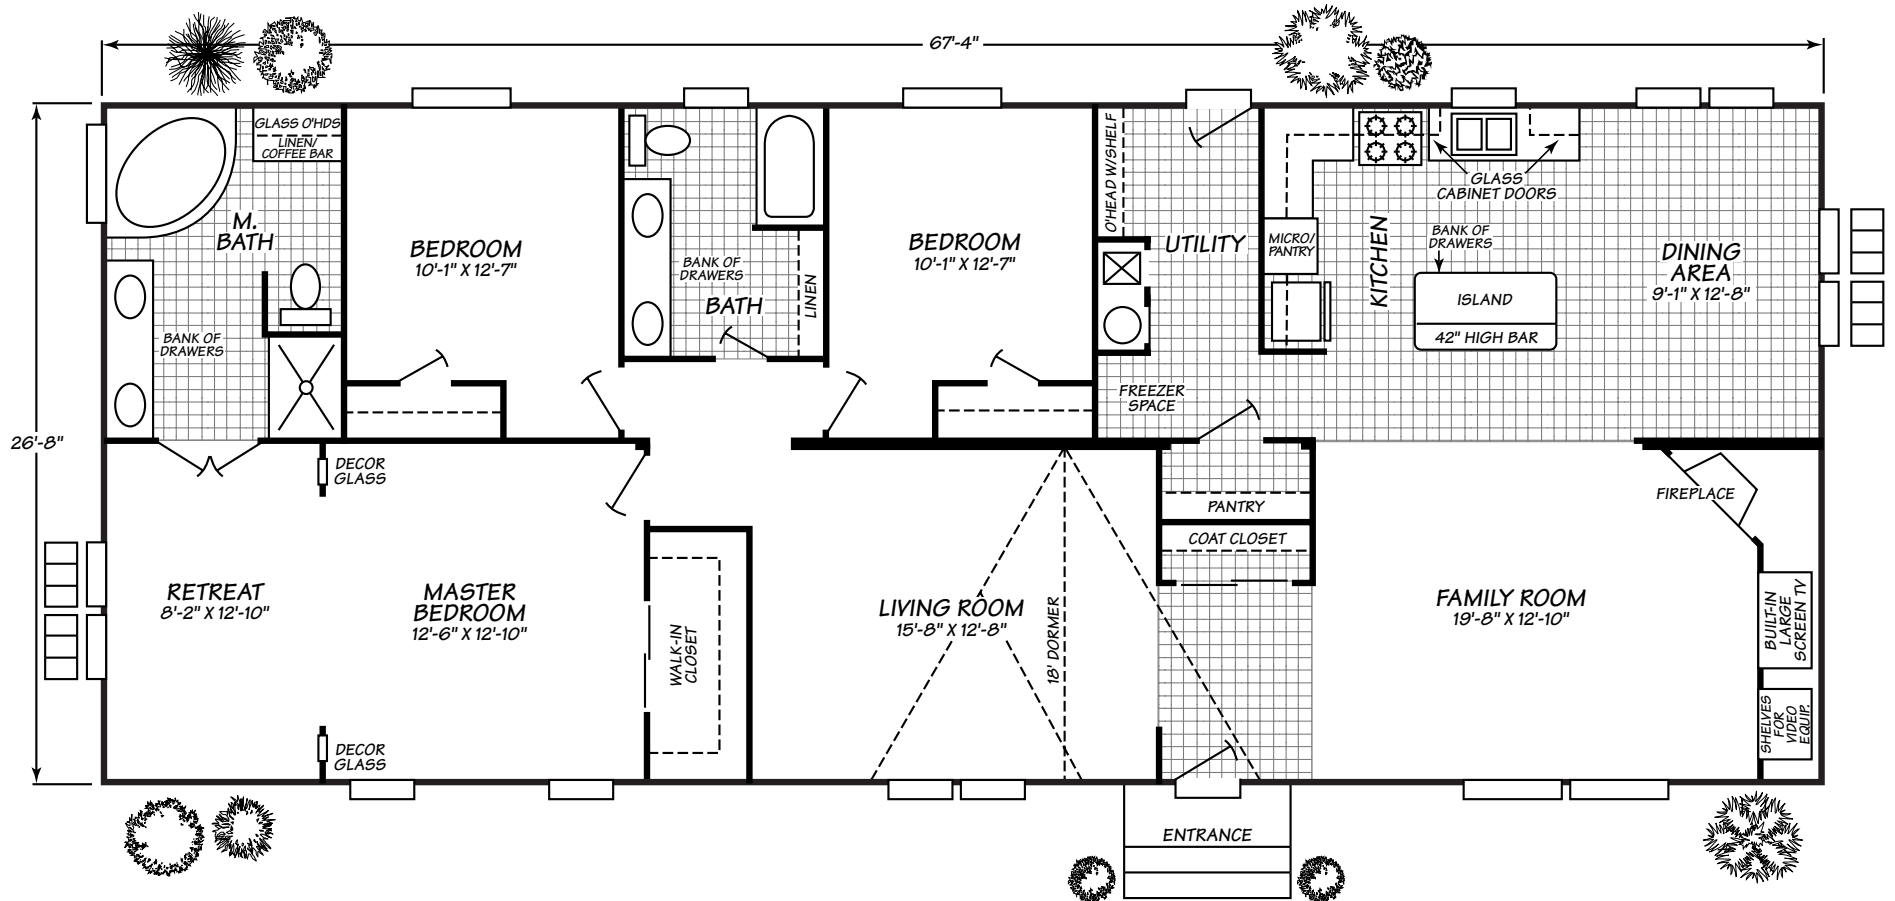 67'-4"
26'-8"
GLASS O'HDS
LINEN/
COFFEE BAR
M.
BATH
BANK OF
DRAWERS
BEDROOM
10'-1" X 12'-7"
BANK OF
DRAWERS
BATH
LINEN
BEDROOM
10'-1" X 12'-7"
O'HEAD W/SHELF
UTILITY
FREEZER
SPACE
MICRO/
PANTRY
GLASS
CABINET DOORS
KITCHEN
BANK OF
DRAWERS
ISLAND
42" HIGH BAR
DINING
AREA
9'-1" X 12'-8"
DECOR
GLASS
RETREAT
8'-2" X 12'-10"
MASTER
BEDROOM
12'-6" X 12'-10"
DECOR
GLASS
WALK-IN
CLOSET
LIVING ROOM
15'-8" X 12'-8"
18' DORMER
PANTRY
COAT CLOSET
FAMILY ROOM
19'-8" X 12'-10"
FIREPLACE
BUILT-IN
LARGE
SCREEN TV
SHELVES
FOR
VIDEO
EQUIP.
ENTRANCE